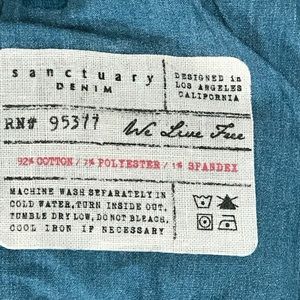 sanctuary
DENIM
DESIGNED in
LOS ANGELES
CALIFORNIA
RN# 95377
We Live Free
92% COTTON / 7% POLYESTER / 1% SPANDEX
MACHINE WASH SEPARATELY IN
COLD WATER, TURN INSIDE OUT.
TUMBLE DRY LOW, DO NOT BLEACH.
COOL IRON IF NECESSARY